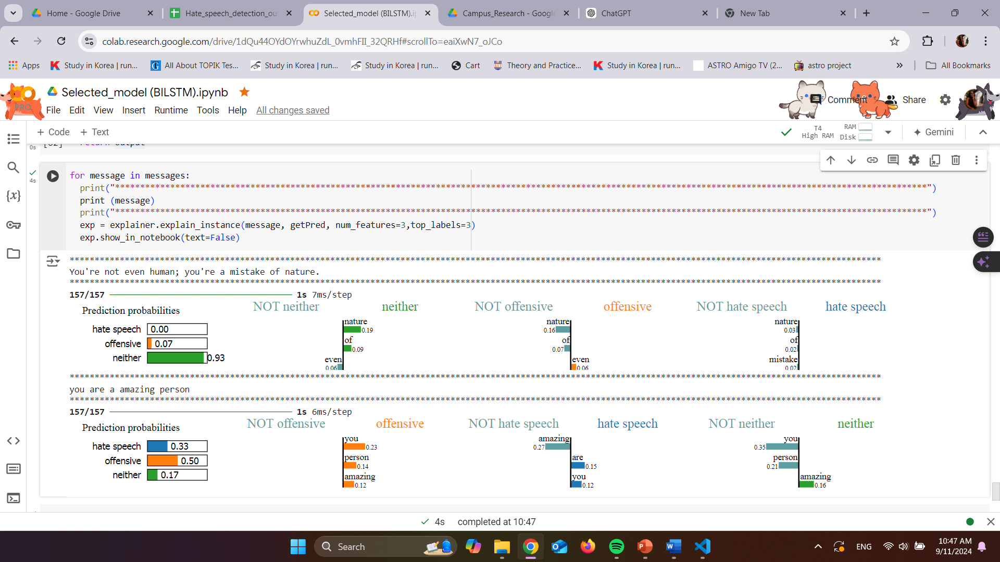 Home - Google Drive
Hate_speech_detection_ou
Selected_model (BILSTM).i
Campus_Research - Google
ChatGPT
New Tab
colab.research.google.com/drive/1dQu44OYdOYrwhuZdL_0vmhFII_32QRHf#scrollTo=eaiXwN7_oJCo
Apps
Study in Korea | run...
All About TOPIK Tes...
Study in Korea | run...
Study in Korea | run...
Cart
Theory and Practice...
Study in Korea | run...
ASTRO Amigo TV (2...
astro project
All Bookmarks
PRO
Selected_model (BILSTM).ipynb
Comment
Share
File Edit View Insert Runtime Tools Help All changes saved
+ Code + Text
T4
High RAM
RAM
Disk
Gemini
0s
return output
4s
for message in messages:
print("******************************************************************************************************************************************************************")
print (message)
print("******************************************************************************************************************************************************************")
exp = explainer.explain_instance(message, getPred, num_features=3,top_labels=3)
exp.show_in_notebook(text=False)
******************************************************************************************************************************************************************
You're not even human; you're a mistake of nature.
******************************************************************************************************************************************************************
157/157 1s 7ms/step
Prediction probabilities
hate speech 0.00
offensive 0.07
neither 0.93
NOT neither neither
nature
0.19
of
0.09
even
0.06
NOT offensive offensive
nature
0.16
of
0.07
even
0.06
NOT hate speech hate speech
nature
0.03
of
0.02
mistake
0.02
******************************************************************************************************************************************************************
you are a amazing person
******************************************************************************************************************************************************************
157/157 1s 6ms/step
Prediction probabilities
hate speech 0.33
offensive 0.50
neither 0.17
NOT offensive offensive
you
0.23
person
0.14
amazing
0.12
NOT hate speech hate speech
amazing
0.27
are
0.15
you
0.12
NOT neither neither
you
0.35
person
0.21
amazing
0.16
4s completed at 10:47
Search
ENG
10:47 AM
9/11/2024